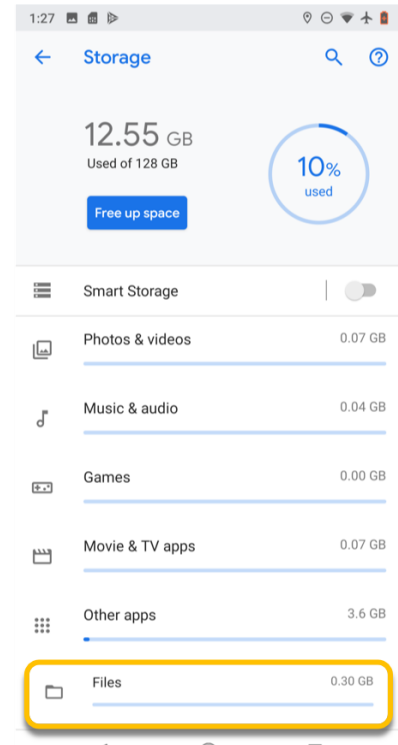 1:27
Storage
12.55 GB
Used of 128 GB
10%
used
Free up space
Smart Storage
Photos & videos 0.07 GB
Music & audio 0.04 GB
Games 0.00 GB
Movie & TV apps 0.07 GB
Other apps 3.6 GB
Files 0.30 GB